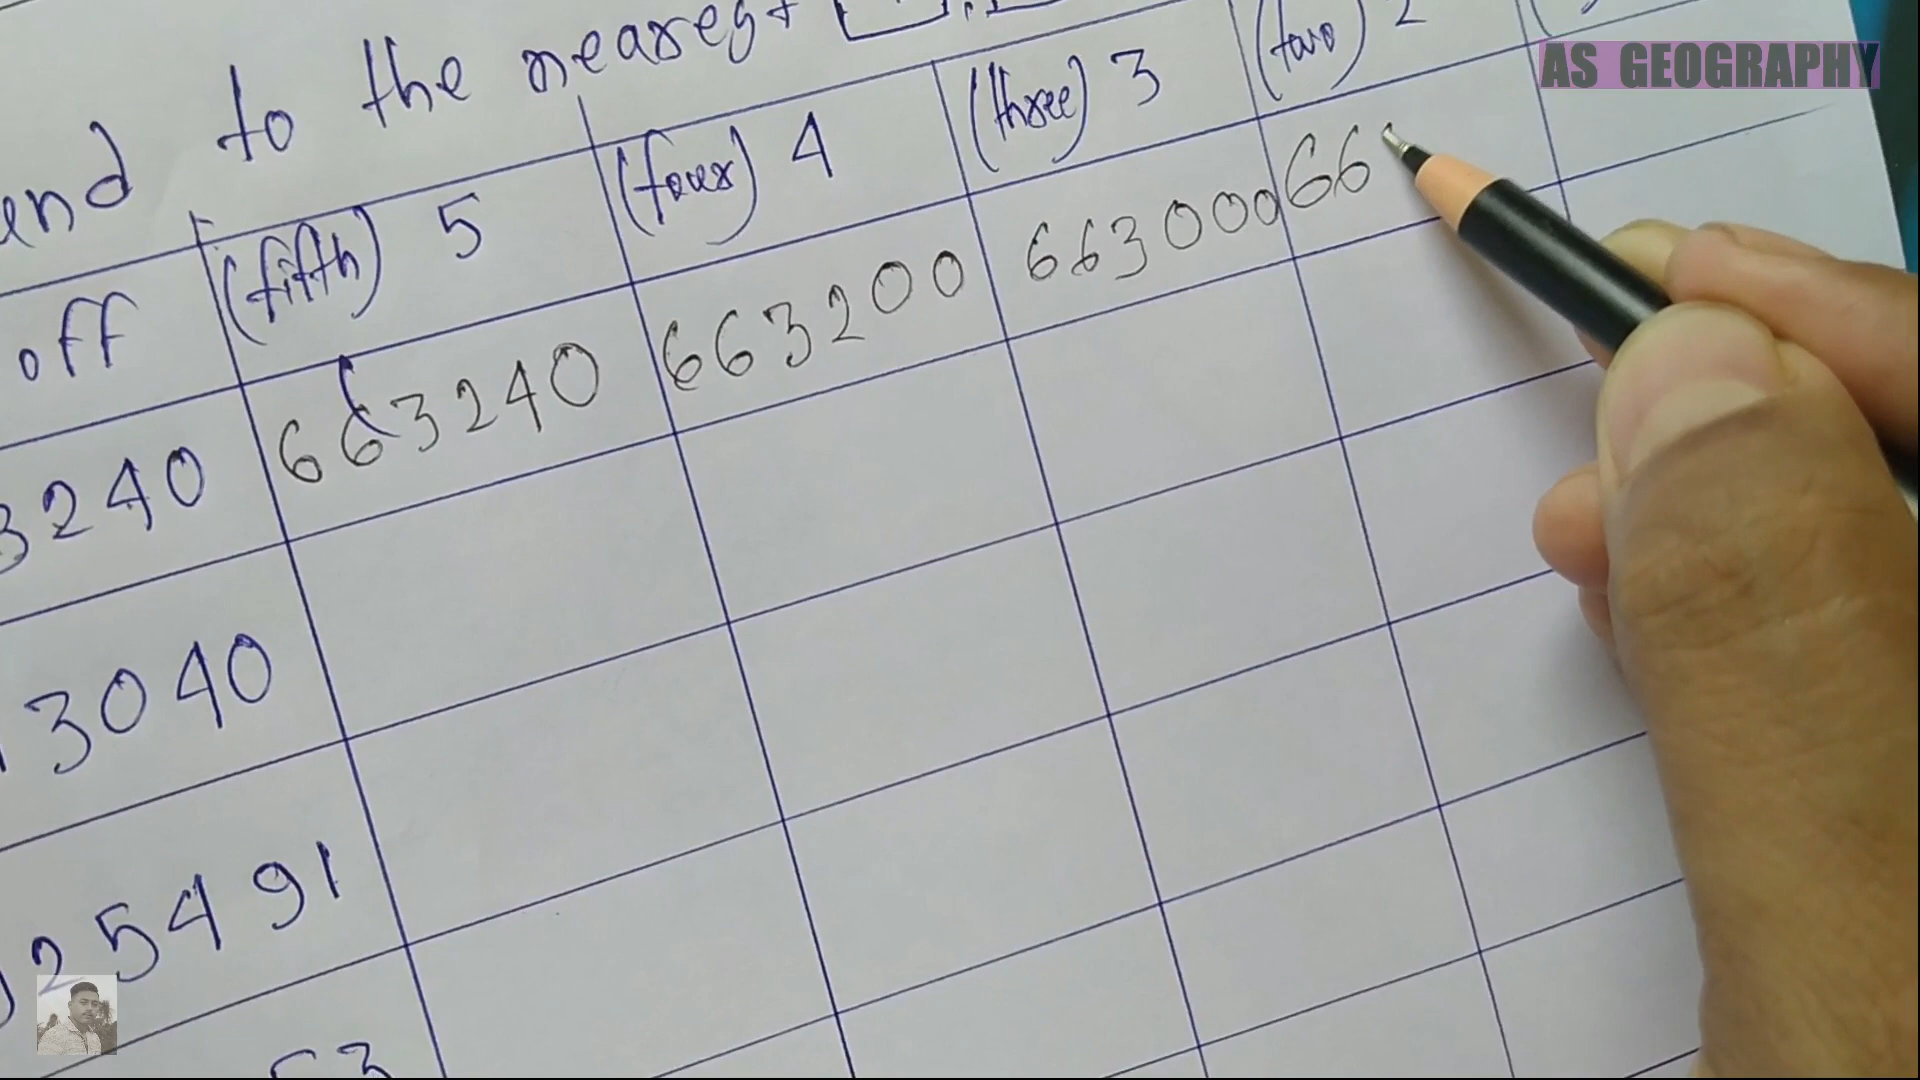 to the nearest
AS GEOGRAPHY
off (fifth) 5 (four) 4 (three) 3 (two) 2
3240 663240 663200 663000 66
3040
25491
53